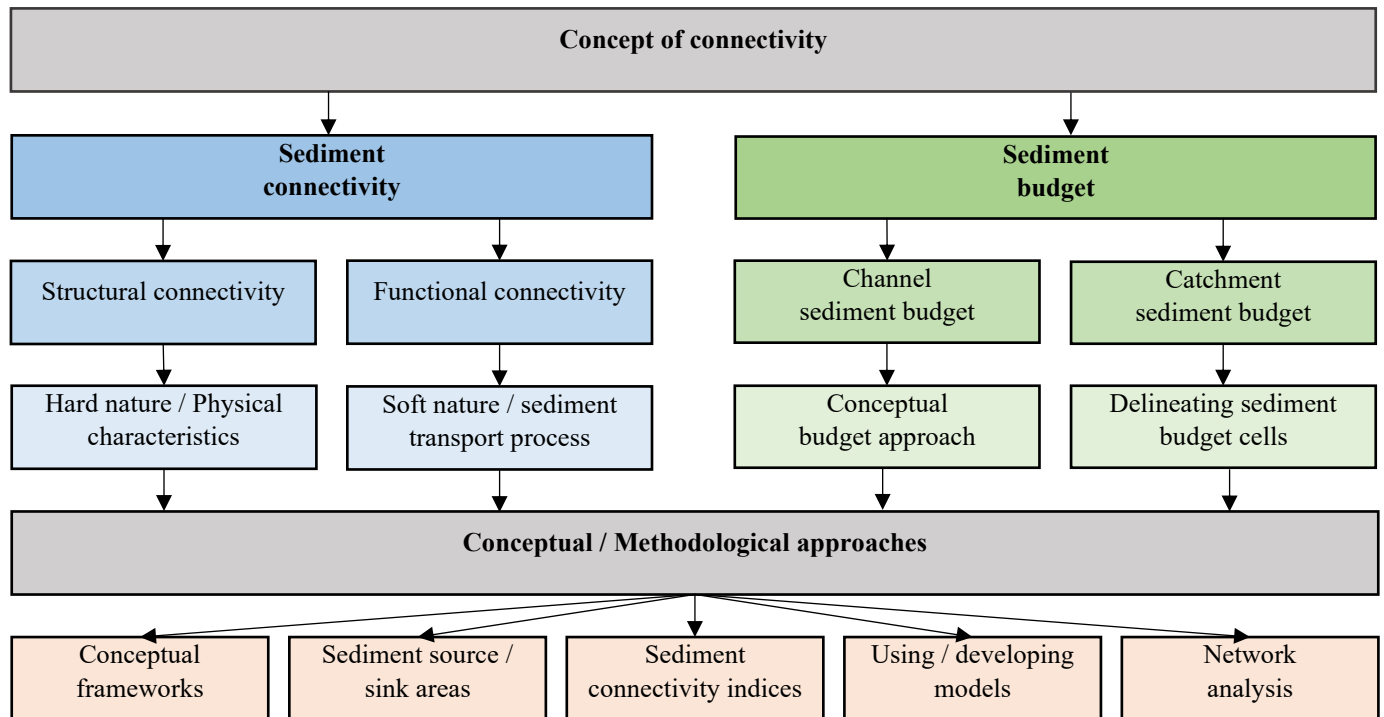 Concept of connectivity
Sediment
connectivity
Sediment
budget
Structural connectivity
Functional connectivity
Channel
sediment budget
Catchment
sediment budget
Hard nature / Physical
characteristics
Soft nature / sediment
transport process
Conceptual
budget approach
Delineating sediment
budget cells
Conceptual / Methodological approaches
Conceptual
frameworks
Sediment source /
sink areas
Sediment
connectivity indices
Using / developing
models
Network
analysis